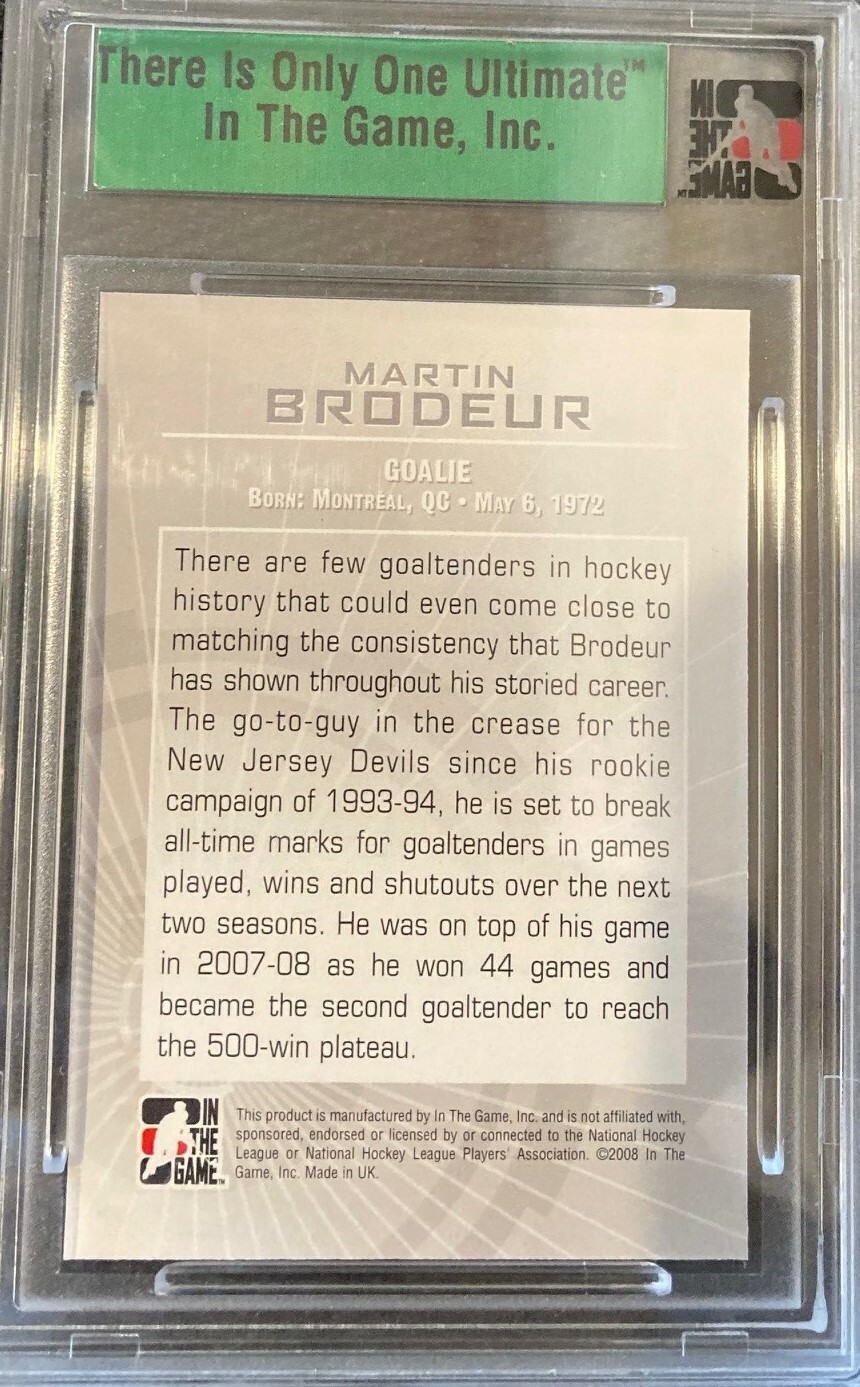 There Is Only One Ultimate™
In The Game, Inc.
IN
THE
GAME™
MARTIN
BRODEUR
GOALIE
BORN: MONTRÉAL, QC • MAY 6, 1972
There are few goaltenders in hockey
history that could even come close to
matching the consistency that Brodeur
has shown throughout his storied career.
The go-to-guy in the crease for the
New Jersey Devils since his rookie
campaign of 1993-94, he is set to break
all-time marks for goaltenders in games
played, wins and shutouts over the next
two seasons. He was on top of his game
in 2007-08 as he won 44 games and
became the second goaltender to reach
the 500-win plateau.
IN
THE
GAME™
This product is manufactured by In The Game, Inc. and is not affiliated with,
sponsored, endorsed or licensed by or connected to the National Hockey
League or National Hockey League Players' Association. ©2008 In The
Game, Inc. Made in UK.